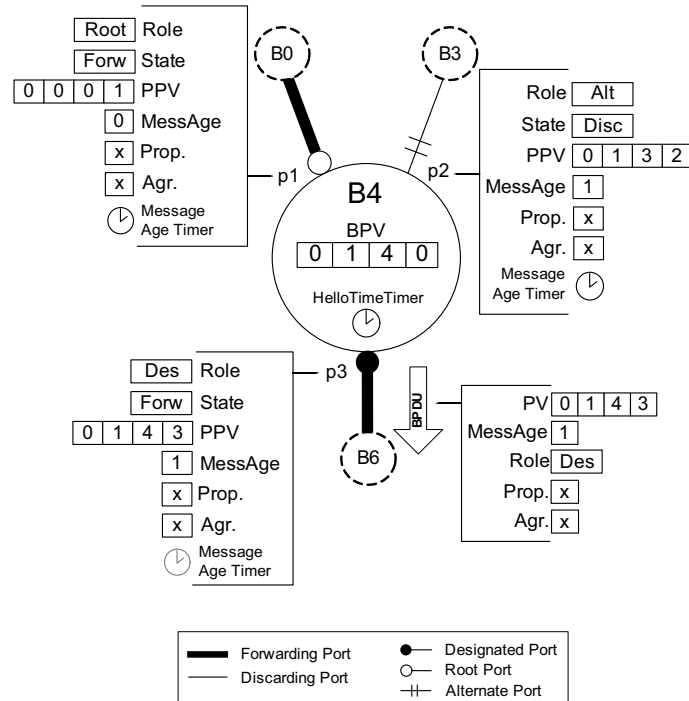 Root Role
Forw State
0 0 0 1 PPV
0 MessAge
x Prop.
x Agr.
Message
Age Timer
p1
B0
B3
p2
Role Alt
State Disc
PPV 0 1 3 2
MessAge 1
Prop. x
Agr. x
Message
Age Timer
B4
BPV
0 1 4 0
HelloTimeTimer
Des Role
Forw State
0 1 4 3 PPV
1 MessAge
x Prop.
x Agr.
Message
Age Timer
p3
B6
BPDU
PV 0 1 4 3
MessAge 1
Role Des
Prop. x
Agr. x
Forwarding Port
Discarding Port
Designated Port
Root Port
Alternate Port